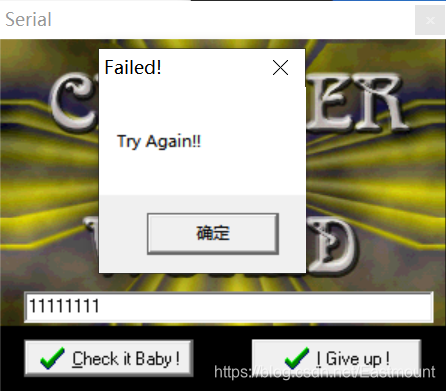 Serial
Failed!
Try Again!!
确定
11111111
Check it Baby !
I Give up !
https://blog.csdn.net/Eastmount